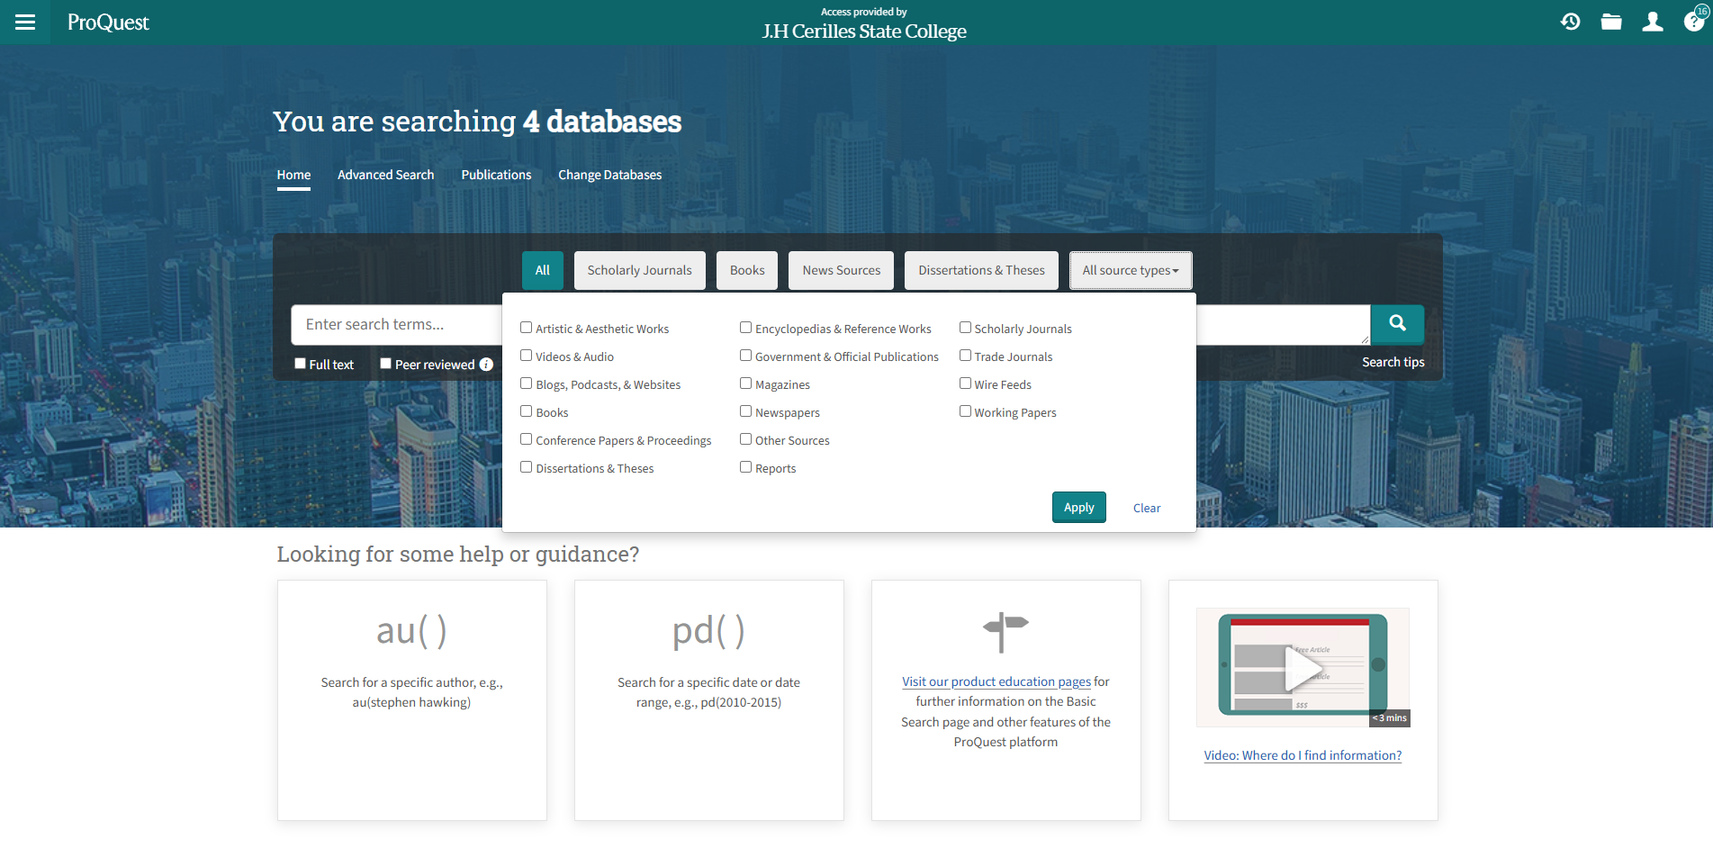 ProQuest
Access provided by
J.H Cerilles State College
16
You are searching 4 databases
Home
Advanced Search
Publications
Change Databases
All
Scholarly Journals
Books
News Sources
Dissertations & Theses
All source types
Enter search terms...
Full text
Peer reviewed
Search tips
Artistic & Aesthetic Works
Videos & Audio
Blogs, Podcasts, & Websites
Books
Conference Papers & Proceedings
Dissertations & Theses
Encyclopedias & Reference Works
Government & Official Publications
Magazines
Newspapers
Other Sources
Reports
Scholarly Journals
Trade Journals
Wire Feeds
Working Papers
Apply
Clear
Looking for some help or guidance?
au( )
Search for a specific author, e.g.,
au(stephen hawking)
pd( )
Search for a specific date or date
range, e.g., pd(2010-2015)
Visit our product education pages for
further information on the Basic
Search page and other features of the
ProQuest platform
Free Article
$$$
< 3 mins
Video: Where do I find information?